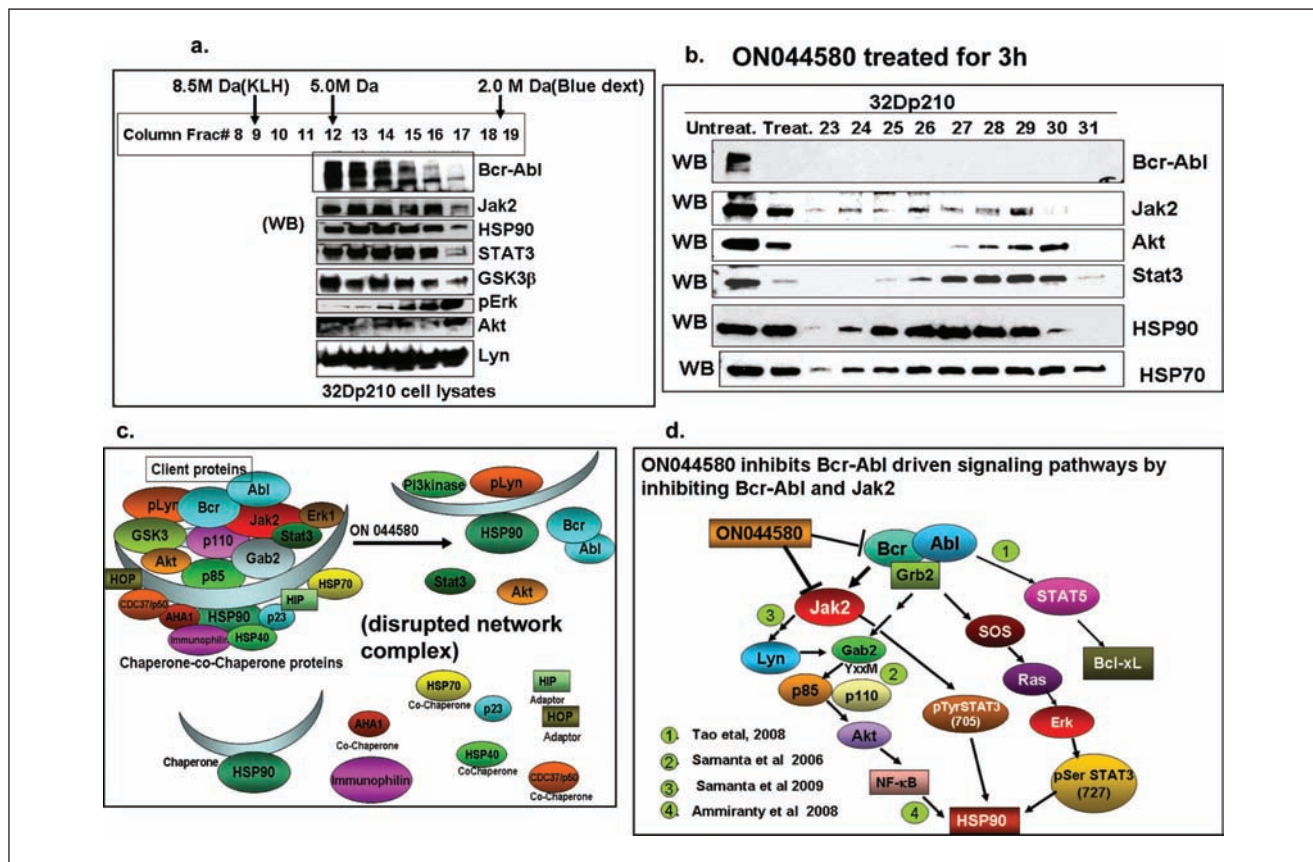 a.
8.5M Da(KLH) 5.0M Da 2.0 M Da(Blue dext)
Column Frac# 8 9 10 11 12 13 14 15 16 17 18 19
(WB)
Bcr-Abl
Jak2
HSP90
STAT3
GSK3β
pErk
Akt
Lyn
32Dp210 cell lysates
b. ON044580 treated for 3h
32Dp210
Untreat. Treat. 23 24 25 26 27 28 29 30 31
WB Bcr-Abl
WB Jak2
WB Akt
WB Stat3
WB HSP90
WB HSP70
c.
Client proteins
Abl
pLyn
Bcr
Jak2
Erk1
GSK3
p110
Stat3
Gab2
Akt
p85
HOP
HSP70
CDC37/p50
HIP
AHA1
HSP90
p23
Immunophilin
HSP40
Chaperone-co-Chaperone proteins
ON 044580
PI3kinase
pLyn
HSP90
Bcr
Abl
Stat3
Akt
(disrupted network
complex)
HSP70
Co-Chaperone
HIP
Adaptor
p23
HOP
Adaptor
AHA1
Co-Chaperone
HSP40
CoChaperone
Chaperone
HSP90
Immunophilin
CDC37/p50
Co-Chaperone
d.
ON044580 inhibits Bcr-Abl driven signaling pathways by
inhibiting Bcr-Abl and Jak2
ON044580
Bcr
Abl
1
Grb2
STAT5
Jak2
3
SOS
Lyn
Gab2
YxxM
2
Bcl-xL
Ras
p85
p110
pTyrSTAT3
(705)
Erk
Akt
NF-κB
pSer STAT3
(727)
4
HSP90
1. Tao etal, 2008
2 Samanta et al 2006
3 Samanta et al 2009
4. Ammiranty et al 2008